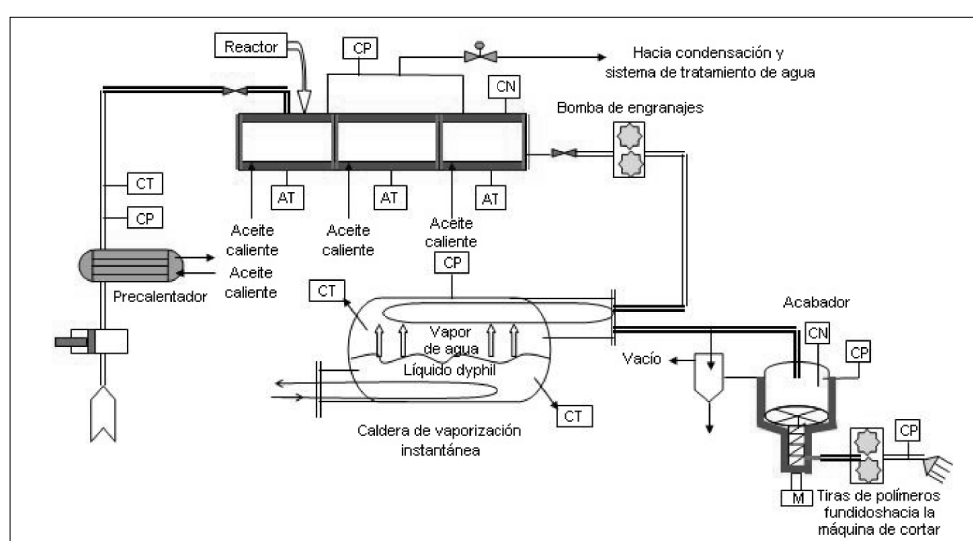 Reactor
CP
Hacia condensación y
sistema de tratamiento de agua
CN
Bomba de engranajes
CT
CP
AT
AT
AT
Aceite
caliente
Aceite
caliente
Aceite
caliente
Aceite
caliente
Precalentador
CP
CT
Vapor
de agua
Líquido dyphil
CT
Caldera de vaporización
instantánea
Vacío
Acabador
CN
CP
CP
M
Tiras de polímeros
fundidoshacia la
máquina de cortar